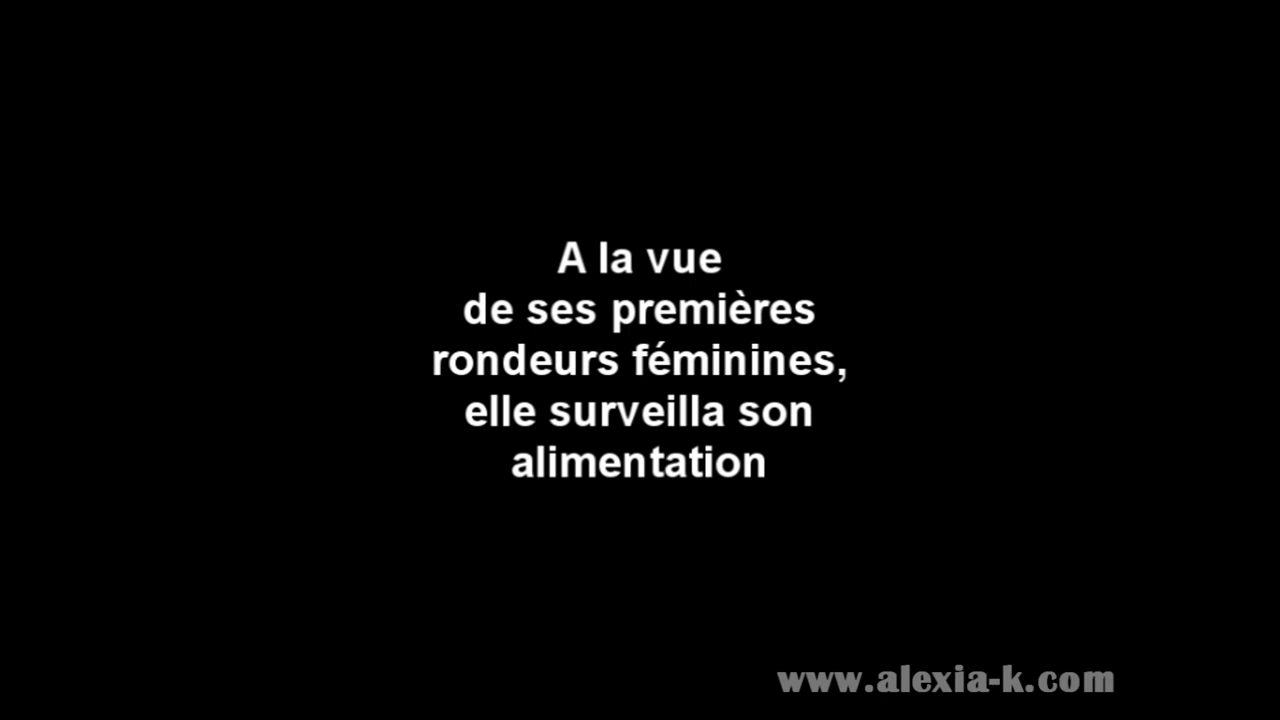 A la vue
de ses premières
rondeurs féminines,
elle surveilla son
alimentation
www.alexia-k.com